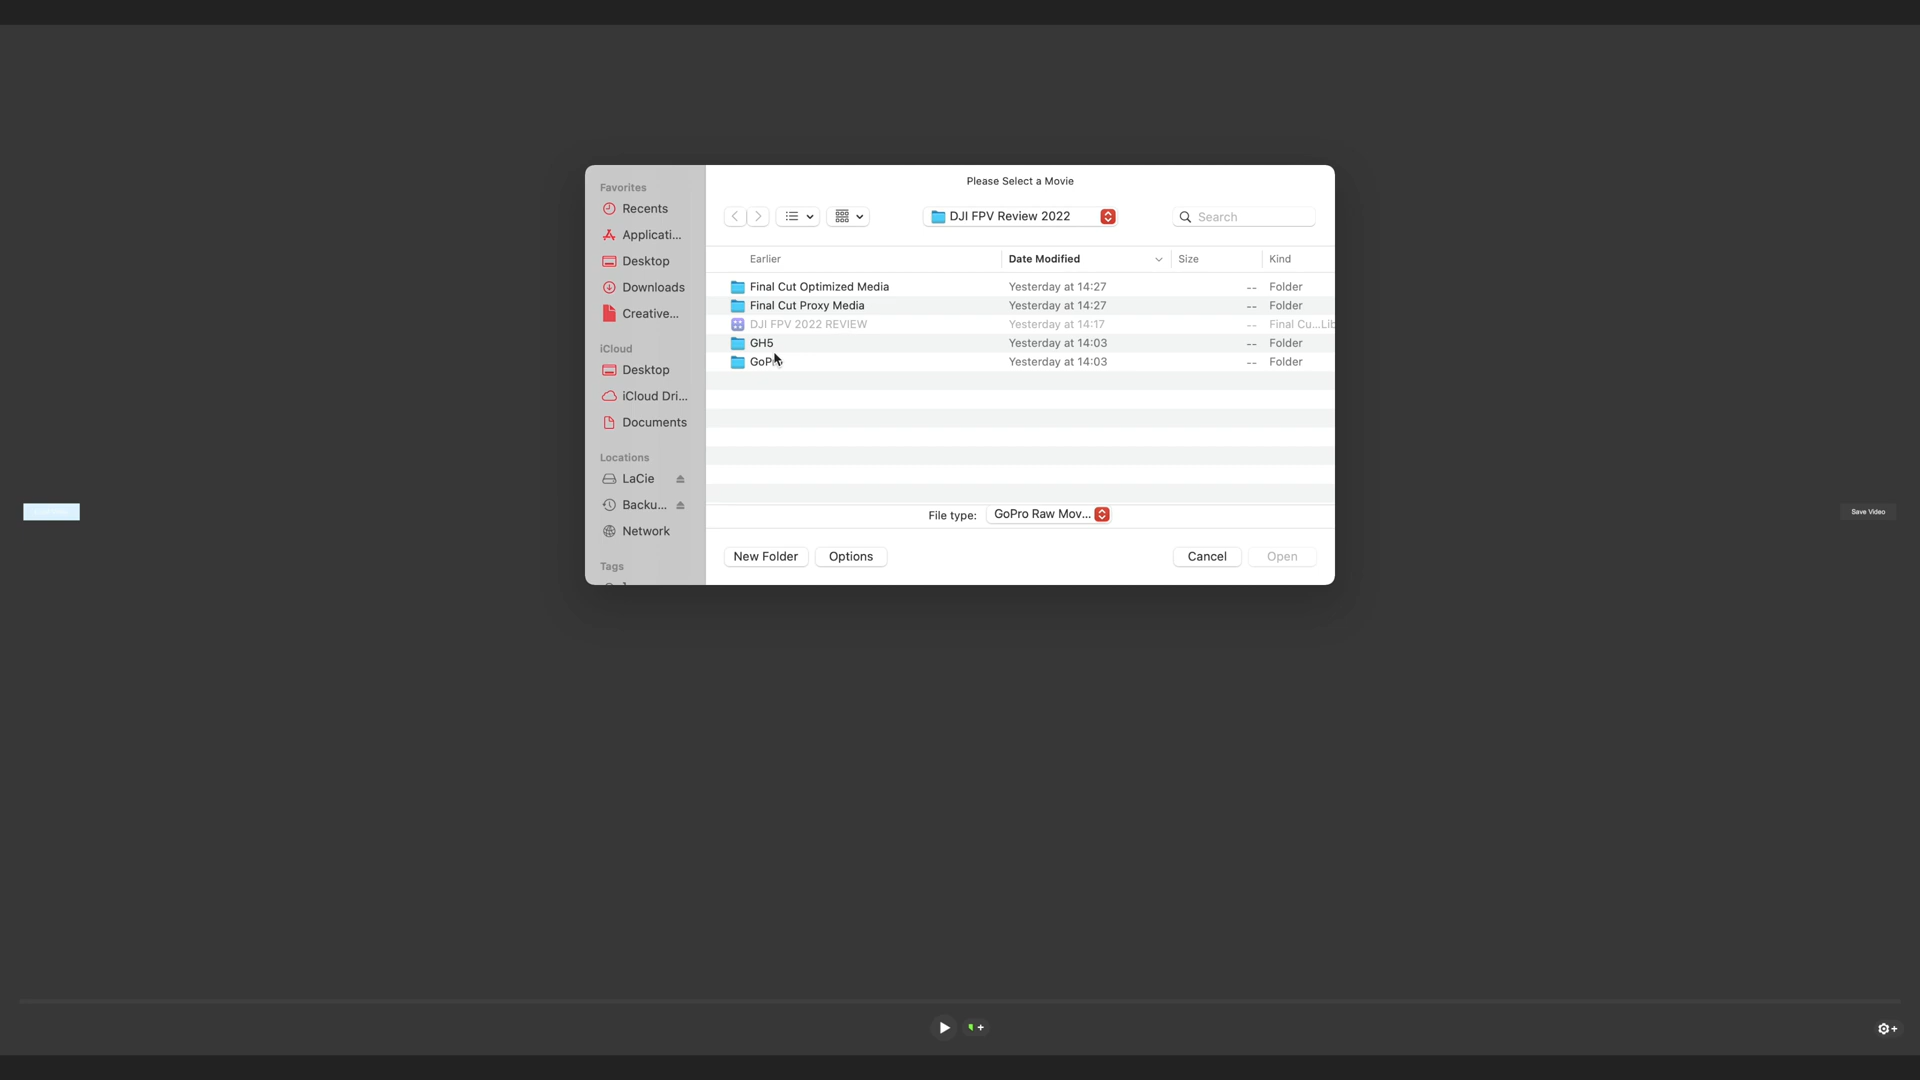 Please Select a Movie
Favorites
Recents
Applicati...
Desktop
Downloads
Creative...
iCloud
Desktop
iCloud Dri...
Documents
Locations
LaCie
Backu...
Network
Tags
DJI FPV Review 2022
Search
Earlier Date Modified Size Kind
Final Cut Optimized Media Yesterday at 14:27 -- Folder
Final Cut Proxy Media Yesterday at 14:27 -- Folder
DJI FPV 2022 REVIEW Yesterday at 14:17 -- Final Cu...Lib
GH5 Yesterday at 14:03 -- Folder
GoP Yesterday at 14:03 -- Folder
File type: GoPro Raw Mov...
New Folder Options Cancel Open
Save Video